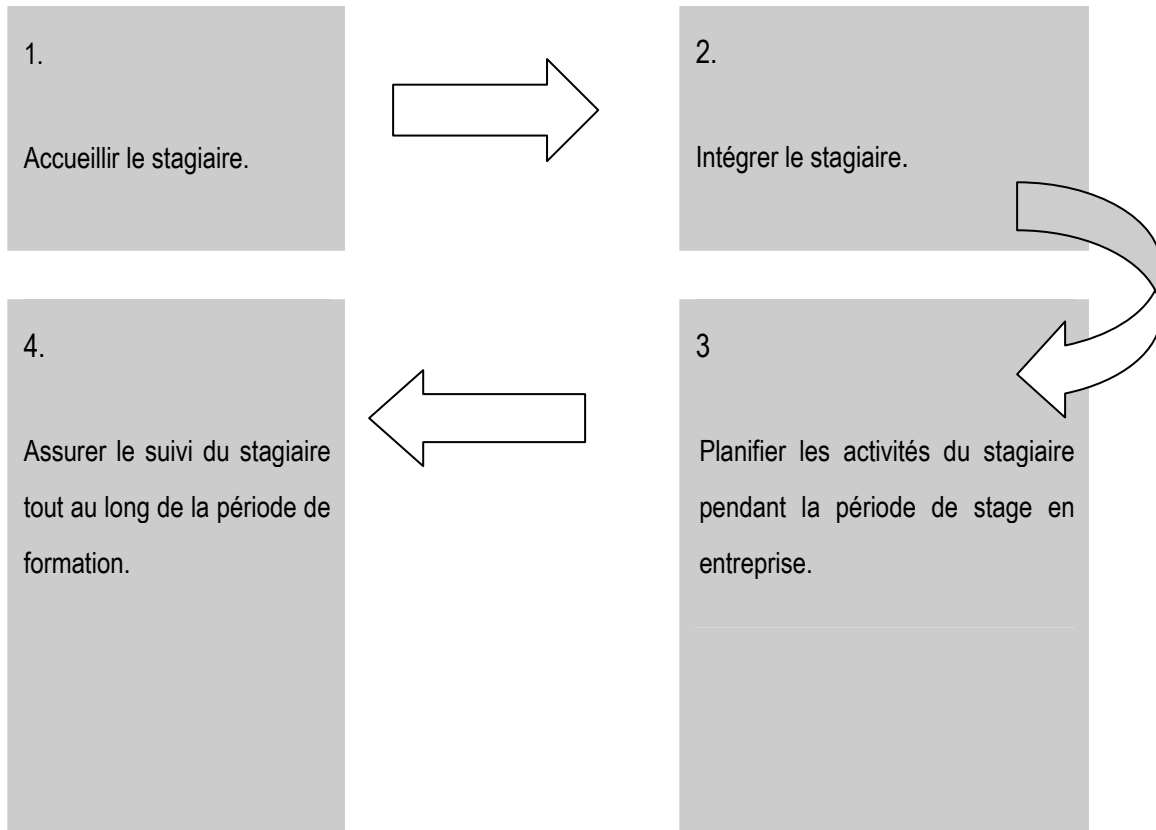 1.
Accueillir le stagiaire.
2.
Intégrer le stagiaire.
3
Planifier les activités du stagiaire
pendant la période de stage en
entreprise.
4.
Assurer le suivi du stagiaire
tout au long de la période de
formation.